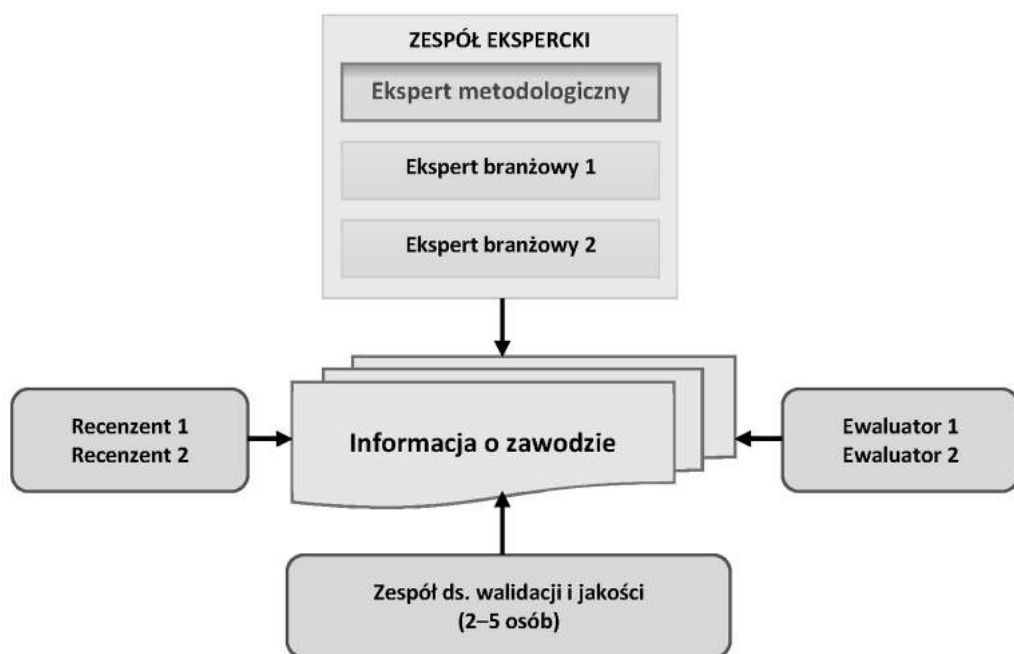 ZESPÓŁ EKSPERCKI
Ekspert metodologiczny
Ekspert branżowy 1
Ekspert branżowy 2
Recenzent 1
Recenzent 2
Informacja o zawodzie
Ewaluator 1
Ewaluator 2
Zespół ds. walidacji i jakości
(2–5 osób)